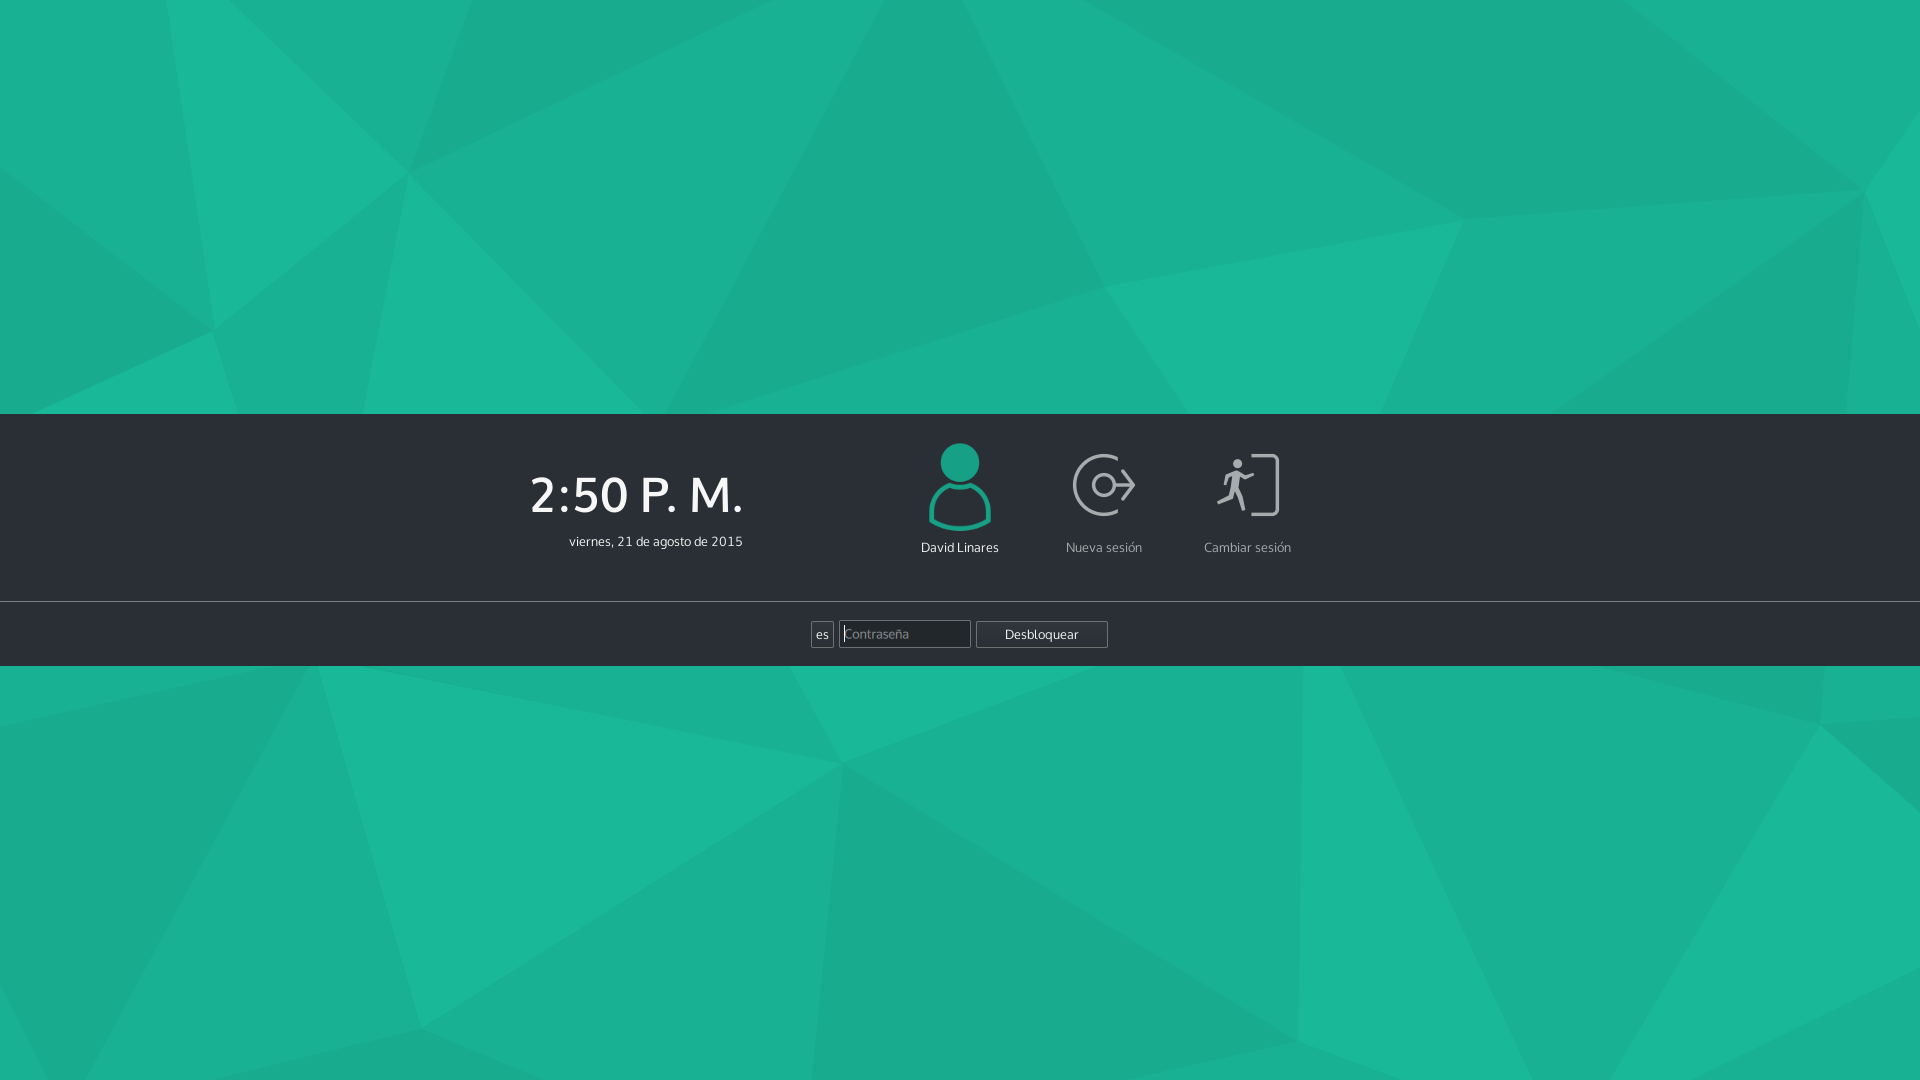 2:50 P. M.
viernes, 21 de agosto de 2015
David Linares
Nueva sesión
Cambiar sesión
es
Contraseña
Desbloquear